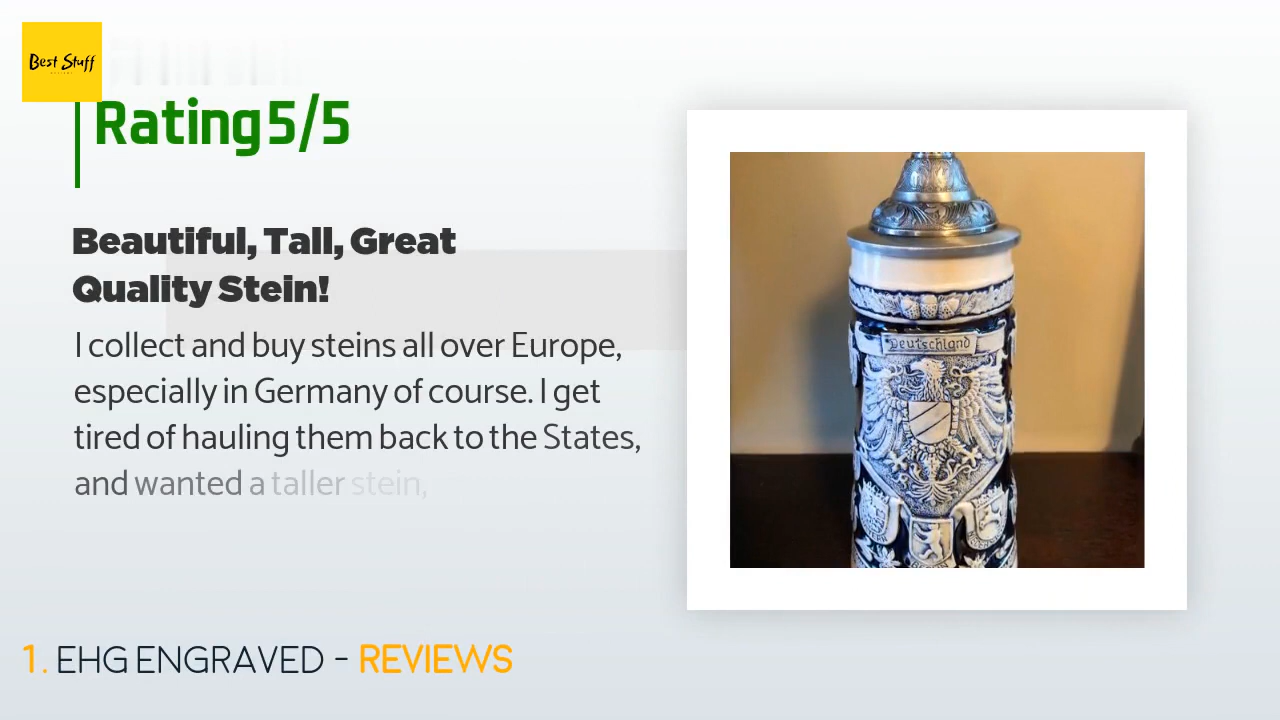 Best Stuff
Rating 5/5
Beautiful, Tall, Great
Quality Stein!
I collect and buy steins all over Europe,
especially in Germany of course. I get
tired of hauling them back to the States,
and wanted a taller stein,
Deutschland
1. EHG ENGRAVED - REVIEWS